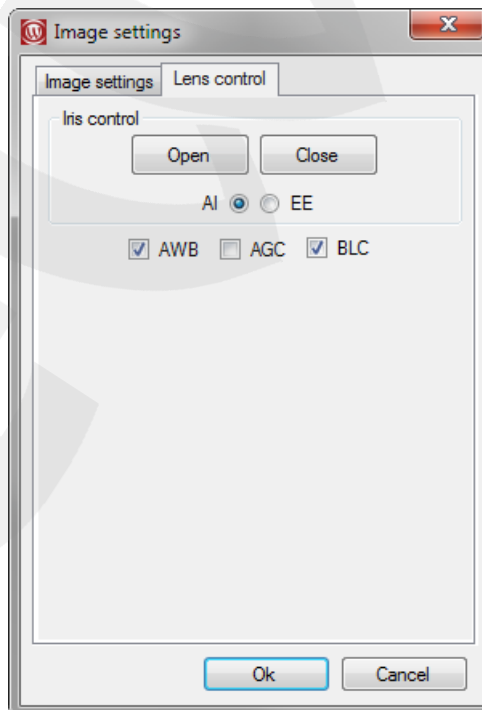 Image settings
Image settings Lens control
Iris control
Open Close
AI EE
AWB AGC BLC
Ok Cancel